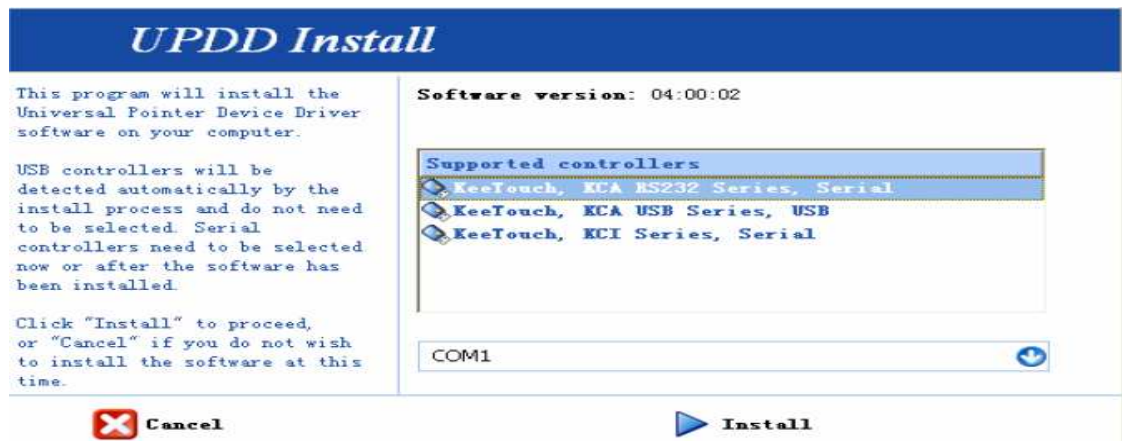 UPDD Install
This program will install the
Universal Pointer Device Driver
software on your computer.
USB controllers will be
detected automatically by the
install process and do not need
to be selected. Serial
controllers need to be selected
now or after the software has
been installed.
Click "Install" to proceed,
or "Cancel" if you do not wish
to install the software at this
time.
Software version: 04:00:02
Supported controllers
KeeTouch, KCA RS232 Series, Serial
KeeTouch, KCA USB Series, USB
KeeTouch, KCI Series, Serial
COM1
Cancel
Install